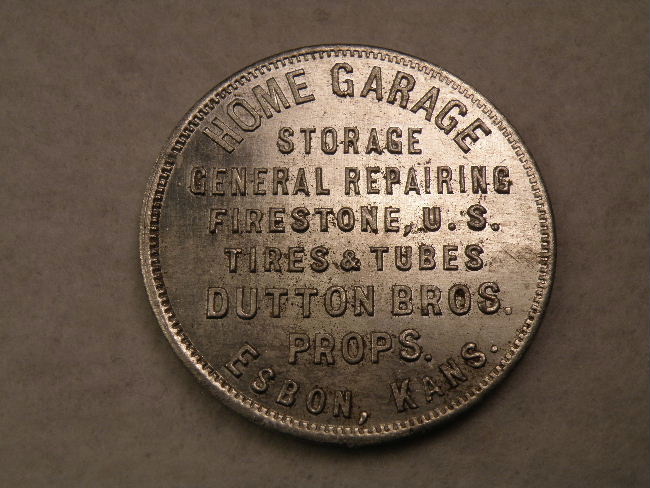 HOME GARAGE
STORAGE
GENERAL REPAIRING
FIRESTONE, U. S.
TIRES & TUBES
DUTTON BROS.
PROPS.
ESBON, KANS.